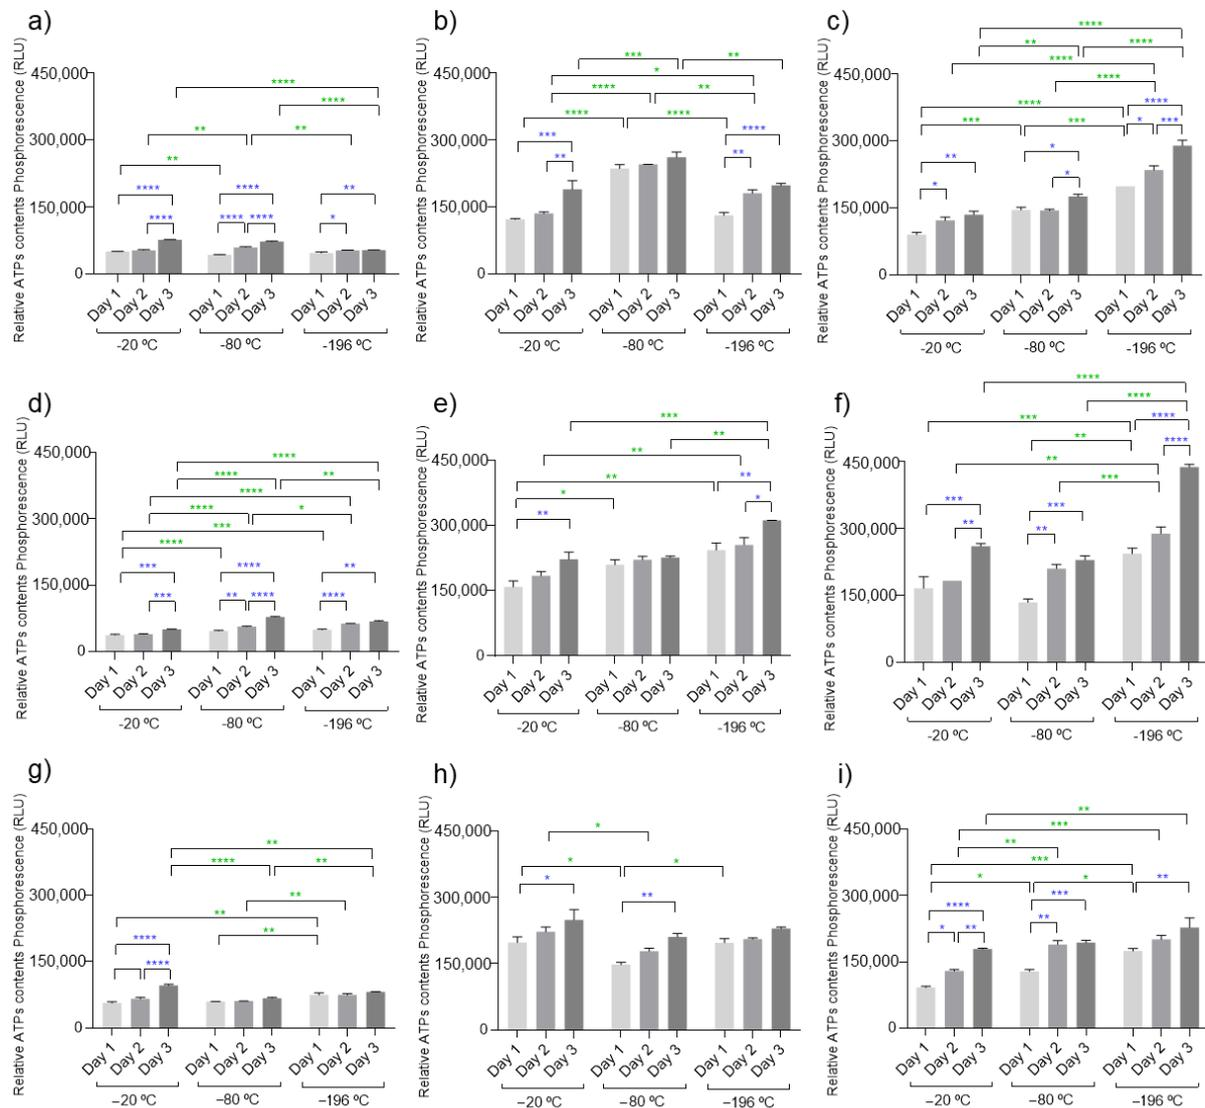 a)
Relative ATPs contents Phosphorescence (RLU)
450,000
300,000
150,000
0
****
****
** **
**
**** **** **
**** **** **** *
Day 1 Day 2 Day 3 Day 1 Day 2 Day 3 Day 1 Day 2 Day 3
-20 ºC -80 ºC -196 ºC
b)
Relative ATPs contents Phosphorescence (RLU)
450,000
300,000
150,000
0
*** **
*
**** **
**** ****
*** ****
** **
Day 1 Day 2 Day 3 Day 1 Day 2 Day 3 Day 1 Day 2 Day 3
-20 ºC -80 ºC -196 ºC
c)
Relative ATPs contents Phosphorescence (RLU)
450,000
300,000
150,000
0
****
** ****
****
****
**** ****
*** *** * ***
** *
* *
Day 1 Day 2 Day 3 Day 1 Day 2 Day 3 Day 1 Day 2 Day 3
-20 ºC -80 ºC -196 ºC
d)
Relative ATPs contents Phosphorescence (RLU)
450,000
300,000
150,000
0
****
**** **
****
**** *
***
****
*** **** **
*** ** **** ****
Day 1 Day 2 Day 3 Day 1 Day 2 Day 3 Day 1 Day 2 Day 3
-20 ºC -80 ºC -196 ºC
e)
Relative ATPs contents Phosphorescence (RLU)
450,000
300,000
150,000
0
***
**
**
** **
* *
**
Day 1 Day 2 Day 3 Day 1 Day 2 Day 3 Day 1 Day 2 Day 3
-20 ºC -80 ºC -196 ºC
f)
Relative ATPs contents Phosphorescence (RLU)
450,000
300,000
150,000
0
****
****
*** ****
** ****
**
***
*** ***
** **
Day 1 Day 2 Day 3 Day 1 Day 2 Day 3 Day 1 Day 2 Day 3
-20 ºC -80 ºC -196 ºC
g)
Relative ATPs contents Phosphorescence (RLU)
450,000
300,000
150,000
0
**
**** **
**
**
**
****
****
Day 1 Day 2 Day 3 Day 1 Day 2 Day 3 Day 1 Day 2 Day 3
–20 ºC –80 ºC –196 ºC
h)
Relative ATPs contents Phosphorescence (RLU)
450,000
300,000
150,000
0
*
* *
* **
Day 1 Day 2 Day 3 Day 1 Day 2 Day 3 Day 1 Day 2 Day 3
–20 ºC –80 ºC –196 ºC
i)
Relative ATPs contents Phosphorescence (RLU)
450,000
300,000
150,000
0
**
***
**
***
* * **
**** ***
* ** **
Day 1 Day 2 Day 3 Day 1 Day 2 Day 3 Day 1 Day 2 Day 3
–20 ºC –80 ºC –196 ºC